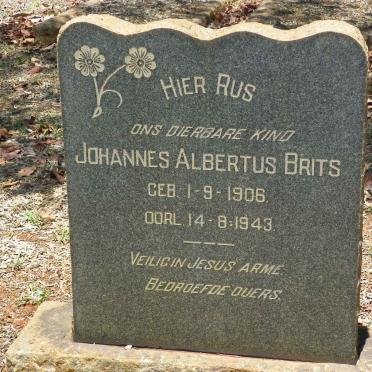 HIER RUS
ONS DIERBARE KIND
JOHANNES ALBERTUS BRITS
GEB. 1-9-1906.
OORL. 14-8-1943.
VEILIG IN JESUS ARME.
BEDROEFDE OUERS.